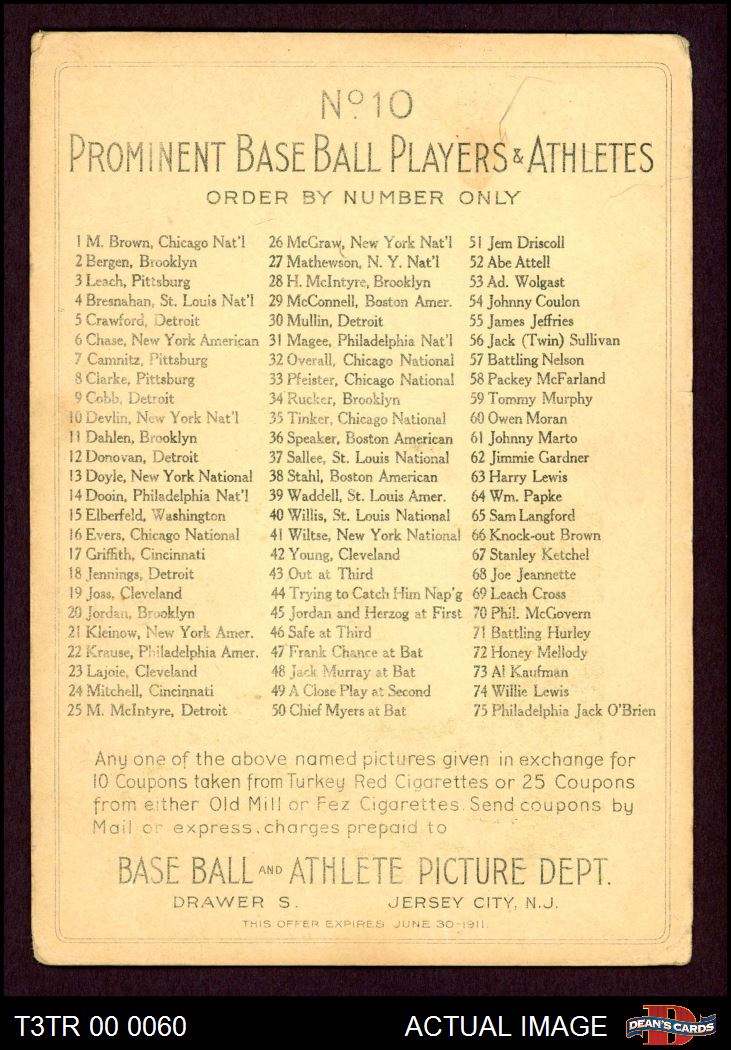 Nº 10
PROMINENT BASE BALL PLAYERS & ATHLETES
ORDER BY NUMBER ONLY
1 M. Brown, Chicago Nat'l
2 Bergen, Brooklyn
3 Leach, Pittsburg
4 Bresnahan, St. Louis Nat'l
5 Crawford, Detroit
6 Chase, New York American
7 Camnitz, Pittsburg
8 Clarke, Pittsburg
9 Cobb, Detroit
10 Devlin, New York Nat'l
11 Dahlen, Brooklyn
12 Donovan, Detroit
13 Doyle, New York National
14 Dooin, Philadelphia Nat'l
15 Elberfeld, Washington
16 Evers, Chicago National
17 Griffith, Cincinnati
18 Jennings, Detroit
19 Joss, Cleveland
20 Jordan, Brooklyn
21 Kleinow, New York Amer.
22 Krause, Philadelphia Amer.
23 Lajoie, Cleveland
24 Mitchell, Cincinnati
25 M. McIntyre, Detroit
26 McGraw, New York Nat'l
27 Mathewson, N. Y. Nat'l
28 H. McIntyre, Brooklyn
29 McConnell, Boston Amer.
30 Mullin, Detroit
31 Magee, Philadelphia Nat'l
32 Overall, Chicago National
33 Pfeister, Chicago National
34 Rucker, Brooklyn
35 Tinker, Chicago National
36 Speaker, Boston American
37 Sallee, St. Louis National
38 Stahl, Boston American
39 Waddell, St. Louis Amer.
40 Willis, St. Louis National
41 Wiltse, New York National
42 Young, Cleveland
43 Out at Third
44 Trying to Catch Him Nap'g
45 Jordan and Herzog at First
46 Safe at Third
47 Frank Chance at Bat
48 Jack Murray at Bat
49 A Close Play at Second
50 Chief Myers at Bat
51 Jem Driscoll
52 Abe Attell
53 Ad. Wolgast
54 Johnny Coulon
55 James Jeffries
56 Jack (Twin) Sullivan
57 Battling Nelson
58 Packey McFarland
59 Tommy Murphy
60 Owen Moran
61 Johnny Marto
62 Jimmie Gardner
63 Harry Lewis
64 Wm. Papke
65 Sam Langford
66 Knock-out Brown
67 Stanley Ketchel
68 Joe Jeannette
69 Leach Cross
70 Phil. McGovern
71 Battling Hurley
72 Honey Mellody
73 Al Kaufman
74 Willie Lewis
75 Philadelphia Jack O'Brien
Any one of the above named pictures given in exchange for
10 Coupons taken from Turkey Red Cigarettes or 25 Coupons
from either Old Mill or Fez Cigarettes. Send coupons by
Mail or express, charges prepaid to
BASE BALL AND ATHLETE PICTURE DEPT.
DRAWER S. JERSEY CITY, N.J.
THIS OFFER EXPIRES JUNE 30-1911.
T3TR 00 0060 ACTUAL IMAGE
D
DEAN'S CARDS